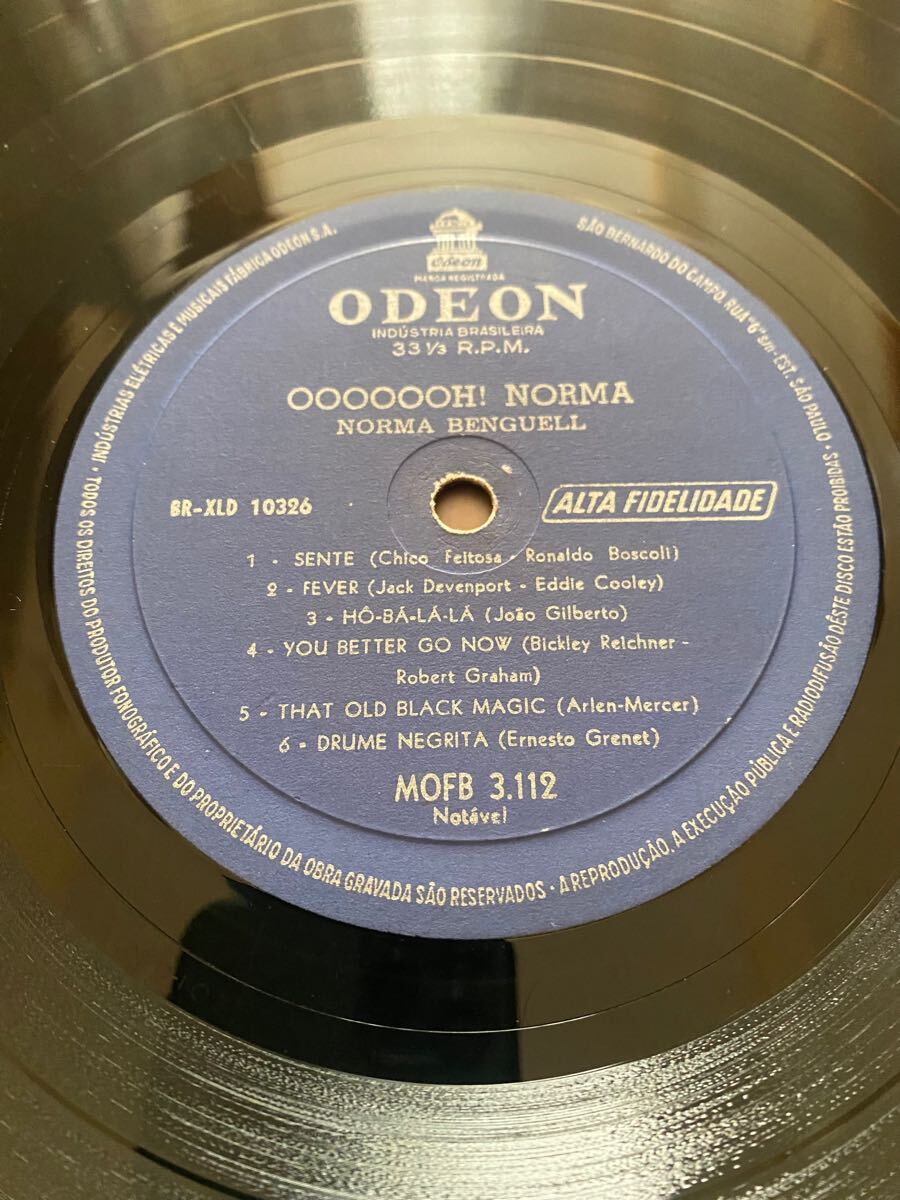 Odeon
MARCA REGISTRADA
ODEON
INDÚSTRIA BRASILEIRA
33 1/3 R.P.M.
OOOOOOH! NORMA
NORMA BENGUELL
BR-XLD 10326
ALTA FIDELIDADE
1 - SENTE (Chico Feitosa - Ronaldo Boscoli)
2 - FEVER (Jack Devenport - Eddie Cooley)
3 - HÔ-BÁ-LÁ-LÁ (João Gilberto)
4 - YOU BETTER GO NOW (Bickley Reichner -
Robert Graham)
5 - THAT OLD BLACK MAGIC (Arlen-Mercer)
6 - DRUME NEGRITA (Ernesto Grenet)
MOFB 3.112
Notável
INDÚSTRIAS ELÉTRICAS E MUSICAIS FÁBRICA ODEON S.A.
SÃO BERNARDO DO CAMPO, RUA "6" s/n - EST. SÃO PAULO
• TODOS OS DIREITOS DO PRODUTOR FONOGRÁFICO E DO PROPRIETÁRIO DA OBRA GRAVADA SÃO RESERVADOS • A REPRODUÇÃO, A EXECUÇÃO PÚBLICA E RADIODIFUSÃO DÊSTE DISCO ESTÃO PROIBIDAS •